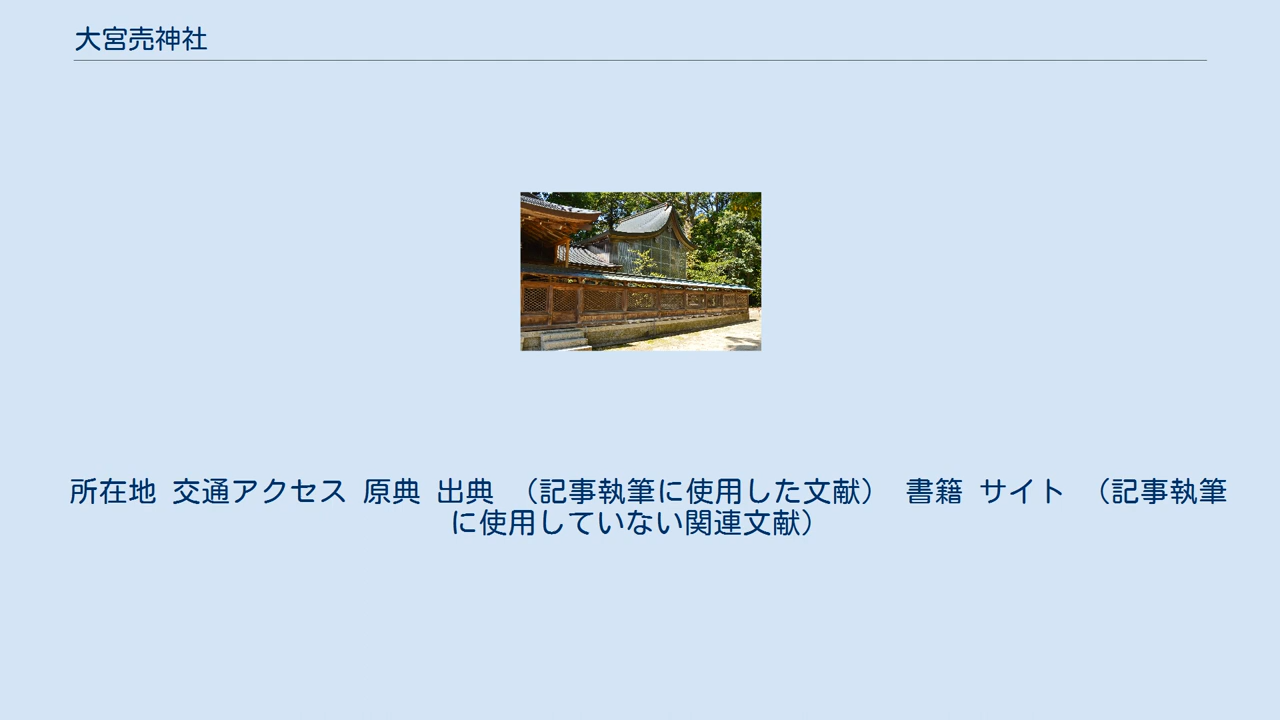 大宮売神社
所在地 交通アクセス 原典 出典 （記事執筆に使用した文献） 書籍 サイト （記事執筆
に使用していない関連文献）